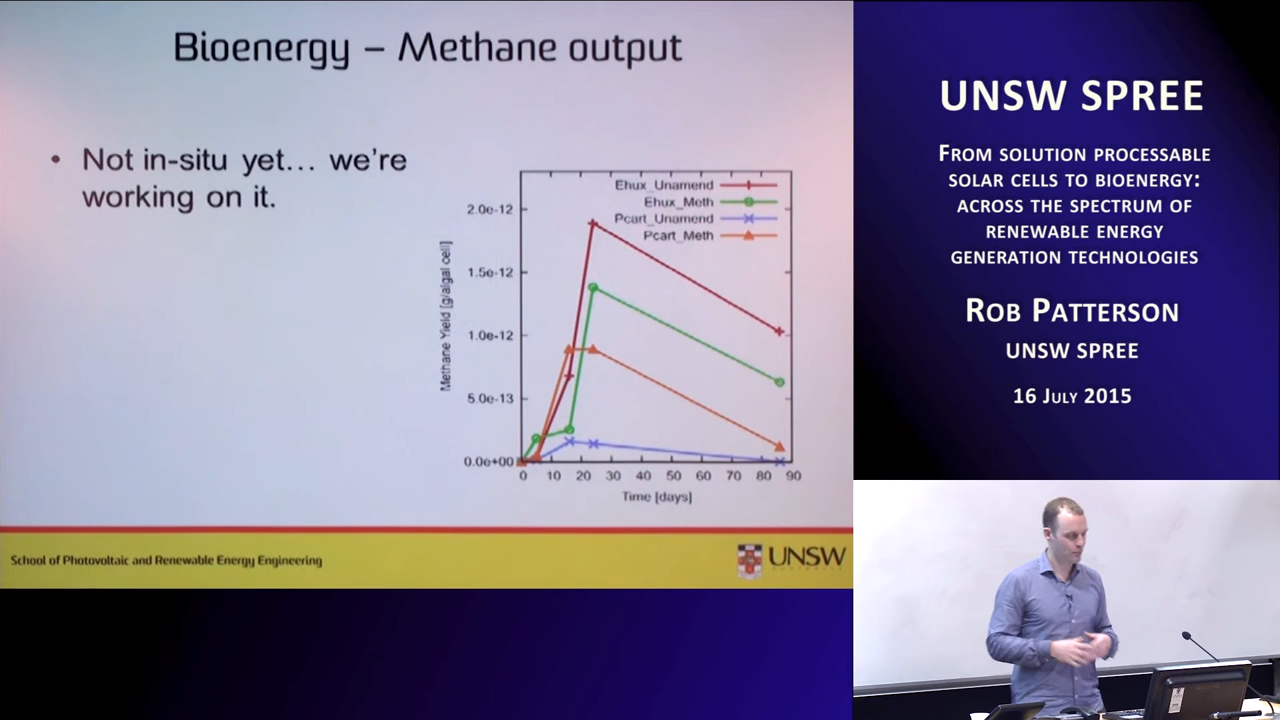 Bioenergy – Methane output
• Not in-situ yet... we're
working on it.
Ehux_Unamend
Ehux_Meth
Pcart_Unamend
Pcart_Meth
2.0e-12
1.5e-12
1.0e-12
5.0e-13
0.0e+00
Methane Yield [g/algal cell]
0 10 20 30 40 50 60 70 80 90
Time [days]
School of Photovoltaic and Renewable Energy Engineering
UNSW
UNSW SPREE
FROM SOLUTION PROCESSABLE
SOLAR CELLS TO BIOENERGY:
ACROSS THE SPECTRUM OF
RENEWABLE ENERGY
GENERATION TECHNOLOGIES
ROB PATTERSON
UNSW SPREE
16 JULY 2015